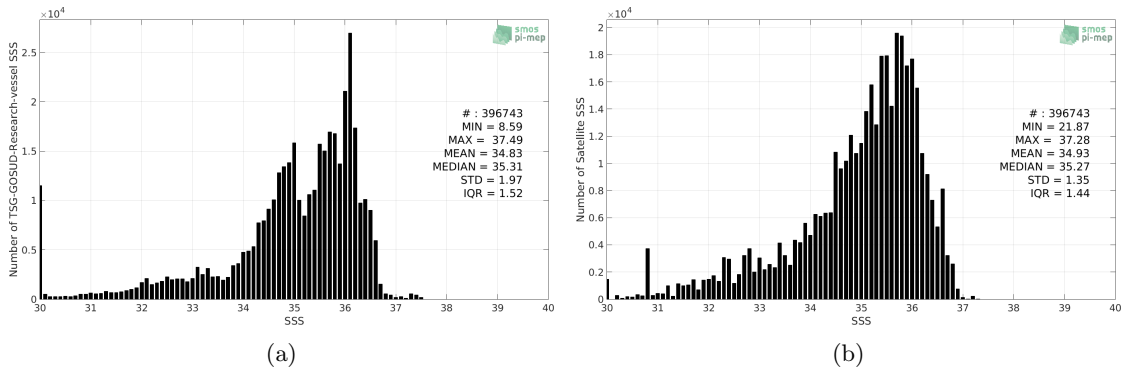 ×10⁴
smos
pi-mep
2.5
2
1.5
1
0.5
0
Number of TSG-GOSUD-Research-vessel SSS
# : 396743
MIN = 8.59
MAX = 37.49
MEAN = 34.83
MEDIAN = 35.31
STD = 1.97
IQR = 1.52
30 31 32 33 34 35 36 37 38 39 40
SSS
(a)
×10⁴
smos
pi-mep
2
1.8
1.6
1.4
1.2
1
0.8
0.6
0.4
0.2
0
Number of Satellite SSS
# : 396743
MIN = 21.87
MAX = 37.28
MEAN = 34.93
MEDIAN = 35.27
STD = 1.35
IQR = 1.44
30 31 32 33 34 35 36 37 38 39 40
SSS
(b)